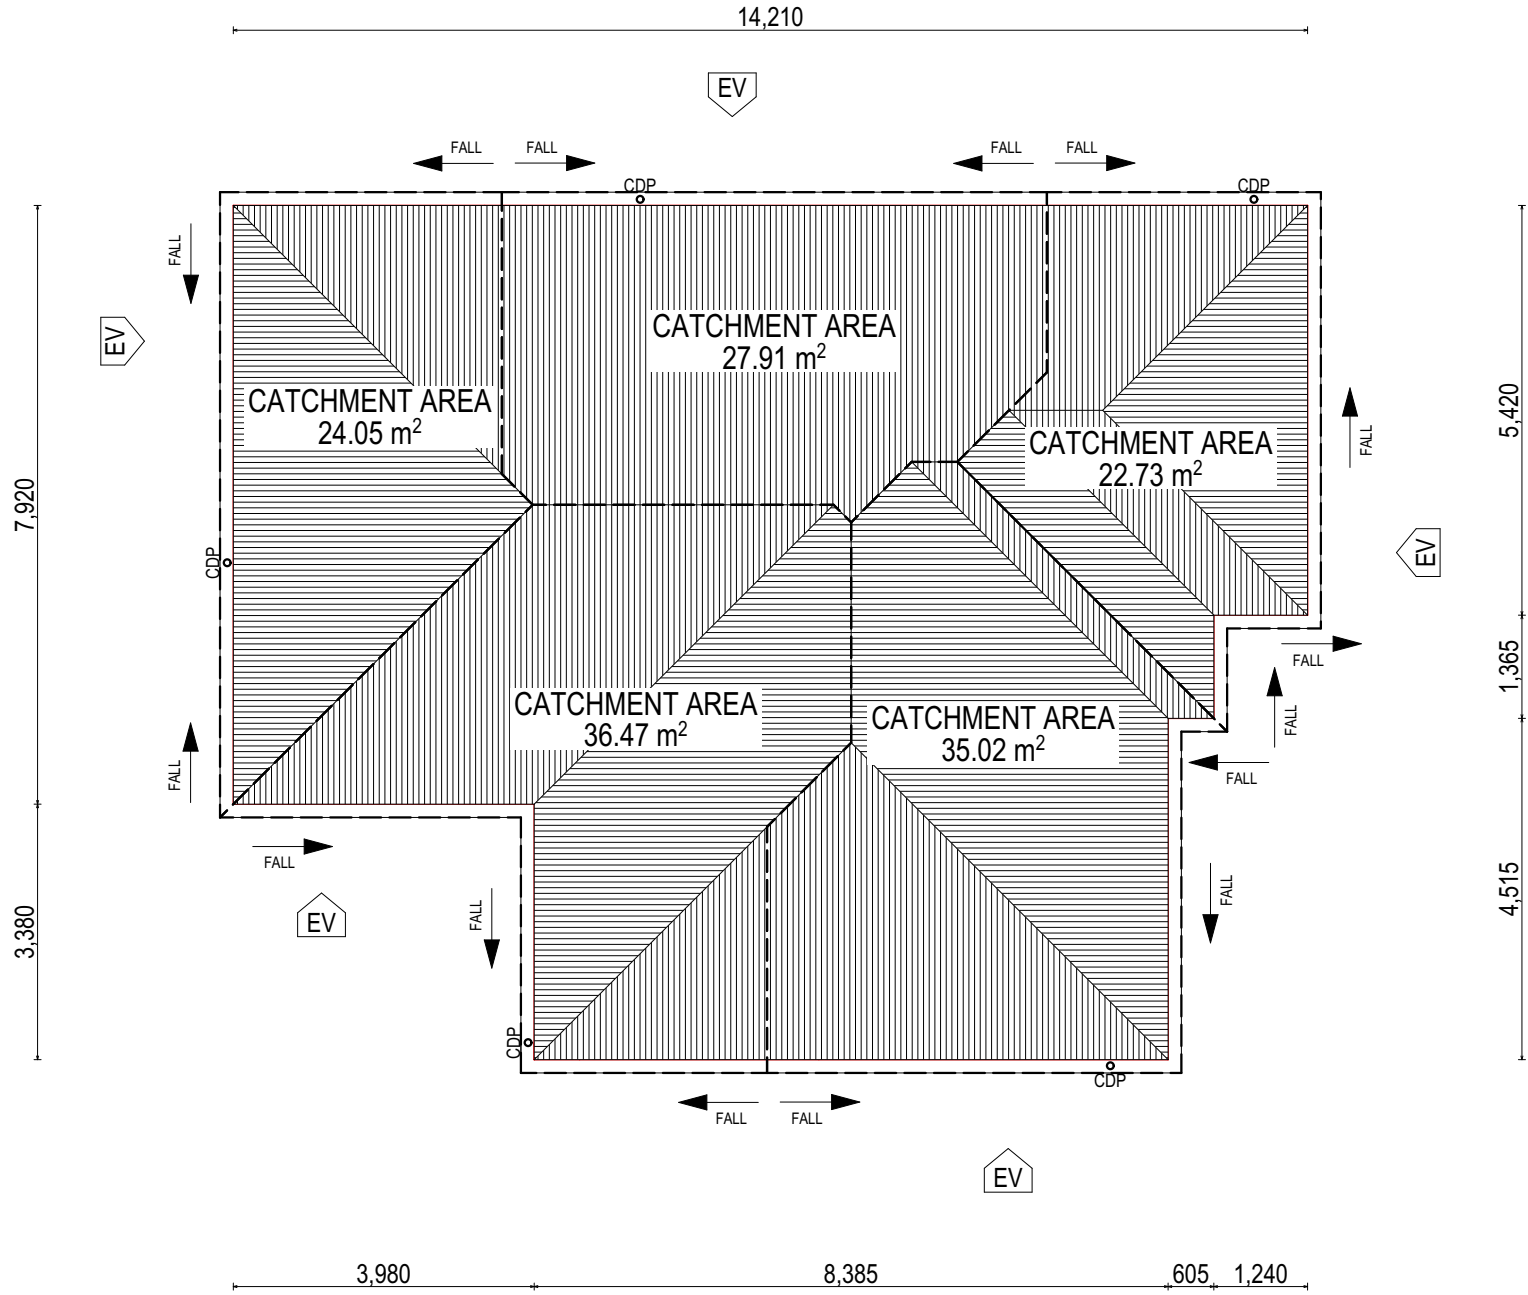 14,210
EV
FALL
FALL
FALL
FALL
CDP
CDP
FALL
EV
CATCHMENT AREA
27.91 m²
CATCHMENT AREA
24.05 m²
CATCHMENT AREA
22.73 m²
5,420
FALL
7,920
CDP
EV
1,365
FALL
FALL
CATCHMENT AREA
36.47 m²
CATCHMENT AREA
35.02 m²
FALL
FALL
FALL
EV
FALL
FALL
4,515
3,380
CDP
CDP
FALL
FALL
EV
3,980
8,385
605
1,240